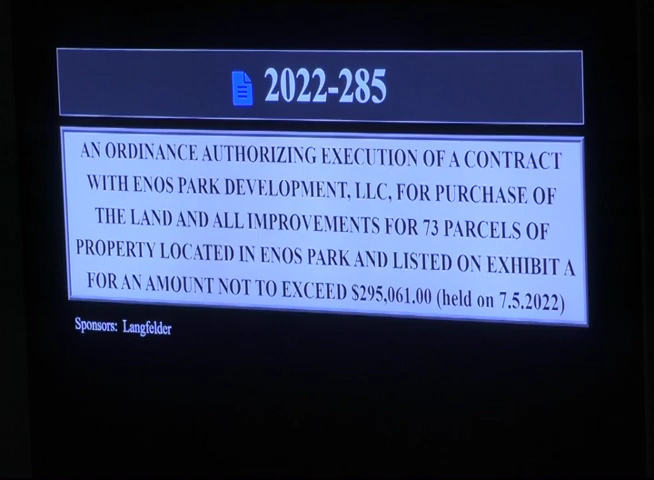 2022-285
AN ORDINANCE AUTHORIZING EXECUTION OF A CONTRACT
WITH ENOS PARK DEVELOPMENT, LLC, FOR PURCHASE OF
THE LAND AND ALL IMPROVEMENTS FOR 73 PARCELS OF
PROPERTY LOCATED IN ENOS PARK AND LISTED ON EXHIBIT A
FOR AN AMOUNT NOT TO EXCEED $295,061.00 (held on 7.5.2022)
Sponsors: Langfelder